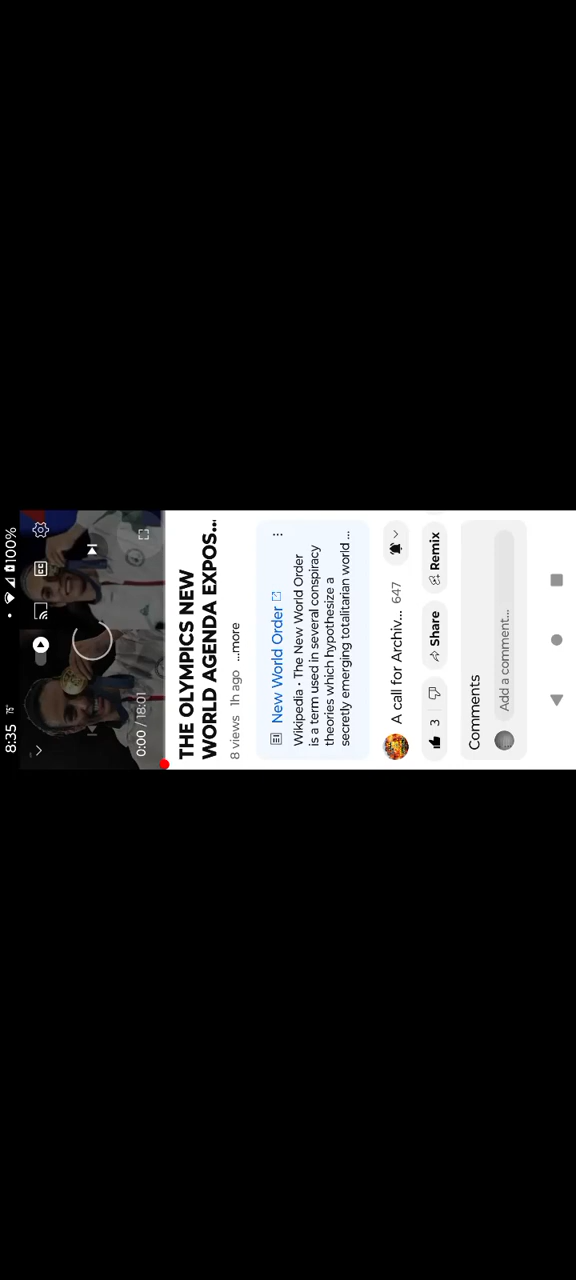 8:35 75° 100%
CC
0:00 / 18:01
THE OLYMPICS NEW
WORLD AGENDA EXPOS...
8 views 1h ago ...more
New World Order
Wikipedia • The New World Order
is a term used in several conspiracy
theories which hypothesize a
secretly emerging totalitarian world ...
A call for Archiv... 647
3 Share Remix
Comments
Add a comment...